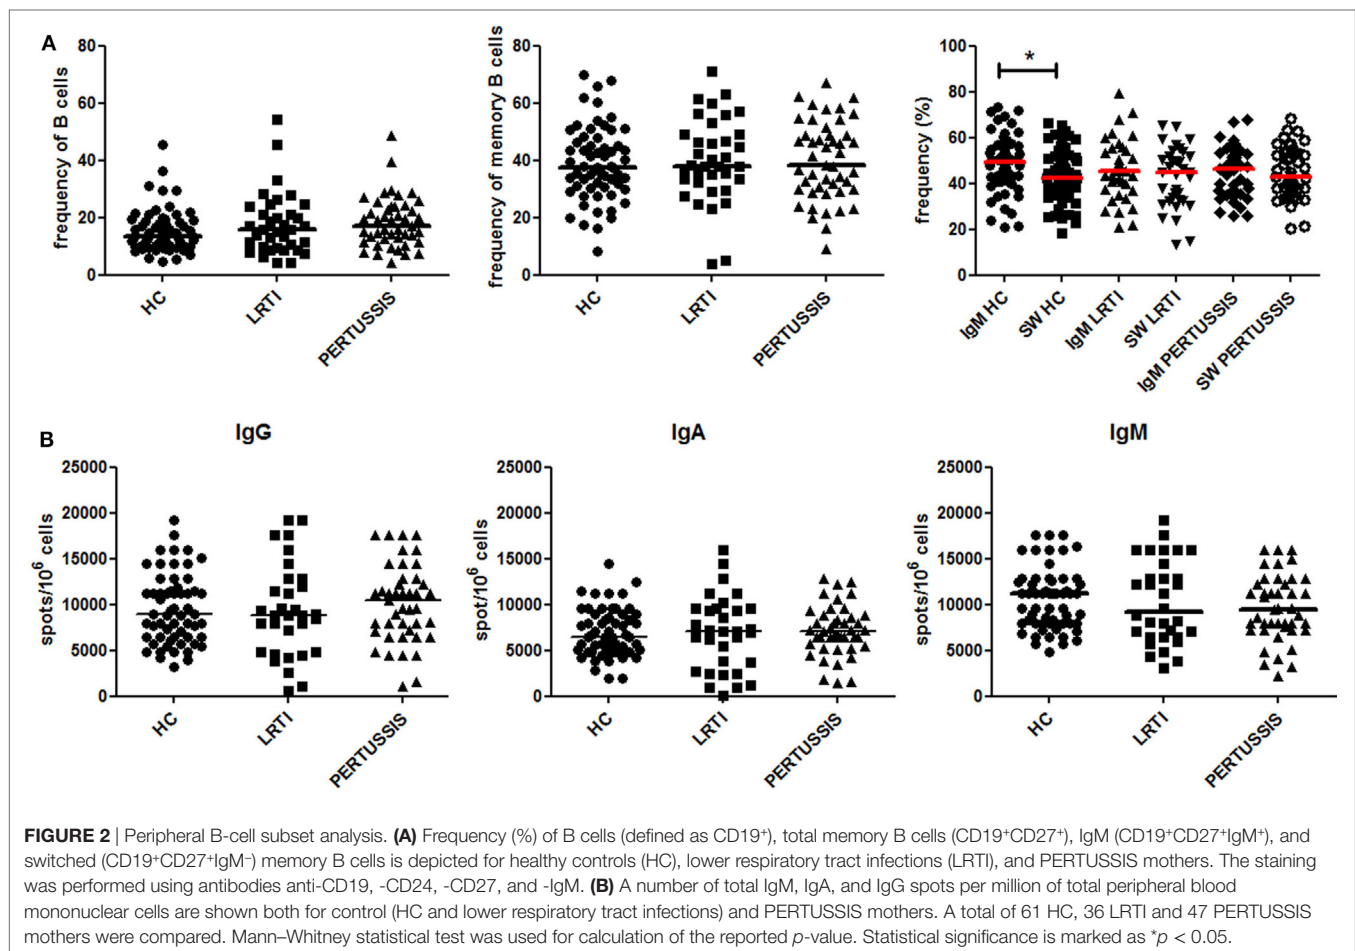 A
frequency of B cells
80
60
40
20
0
HC
LRTI
PERTUSSIS
frequency of memory B cells
80
60
40
20
0
HC
LRTI
PERTUSSIS
frequency (%)
100
80
60
40
20
0
*
IgM HC
SW HC
IgM LRTI
SW LRTI
IgM PERTUSSIS
SW PERTUSSIS
B
IgG
spots/10⁶ cells
25000
20000
15000
10000
5000
0
HC
LRTI
PERTUSSIS
IgA
spot/10⁶ cells
25000
20000
15000
10000
5000
0
HC
LRTI
PERTUSSIS
IgM
spots/10⁶ cells
25000
20000
15000
10000
5000
0
HC
LRTI
PERTUSSIS
FIGURE 2 | Peripheral B-cell subset analysis. (A) Frequency (%) of B cells (defined as CD19⁺), total memory B cells (CD19⁺CD27⁺), IgM (CD19⁺CD27⁺IgM⁺), and
switched (CD19⁺CD27⁺IgM⁻) memory B cells is depicted for healthy controls (HC), lower respiratory tract infections (LRTI), and PERTUSSIS mothers. The staining
was performed using antibodies anti-CD19, -CD24, -CD27, and -IgM. (B) A number of total IgM, IgA, and IgG spots per million of total peripheral blood
mononuclear cells are shown both for control (HC and lower respiratory tract infections) and PERTUSSIS mothers. A total of 61 HC, 36 LRTI and 47 PERTUSSIS
mothers were compared. Mann–Whitney statistical test was used for calculation of the reported p-value. Statistical significance is marked as *p < 0.05.